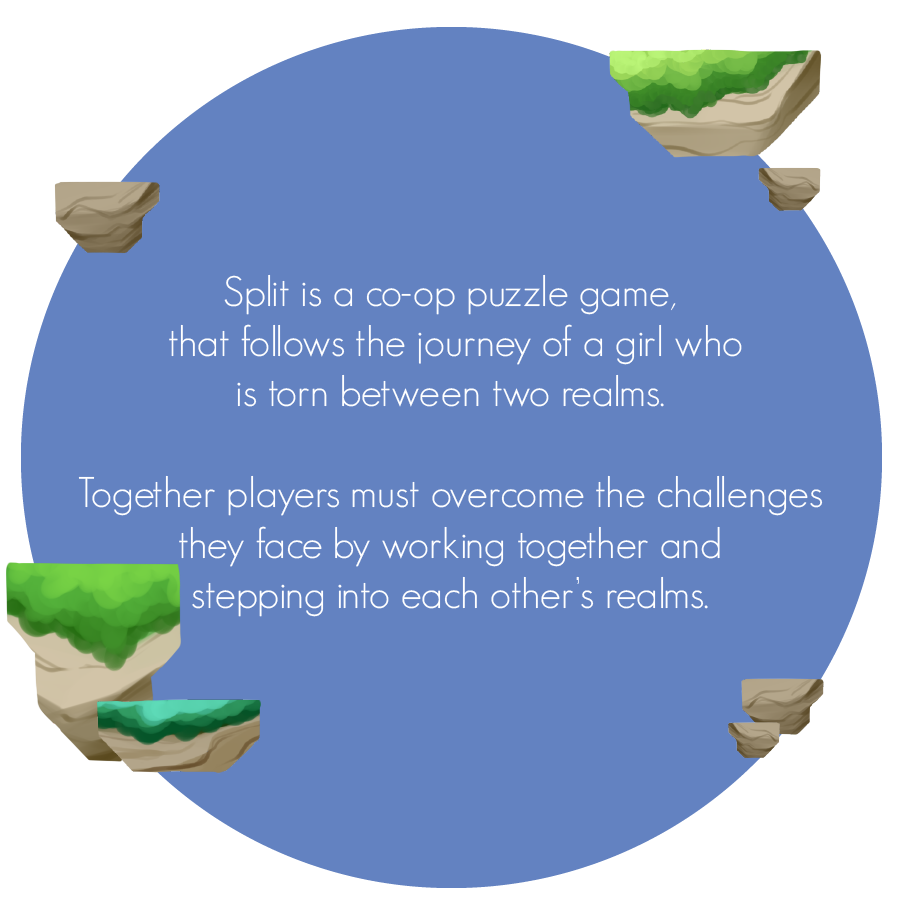 Split is a co-op puzzle game,
that follows the journey of a girl who
is torn between two realms.
Together players must overcome the challenges
they face by working together and
stepping into each other's realms.